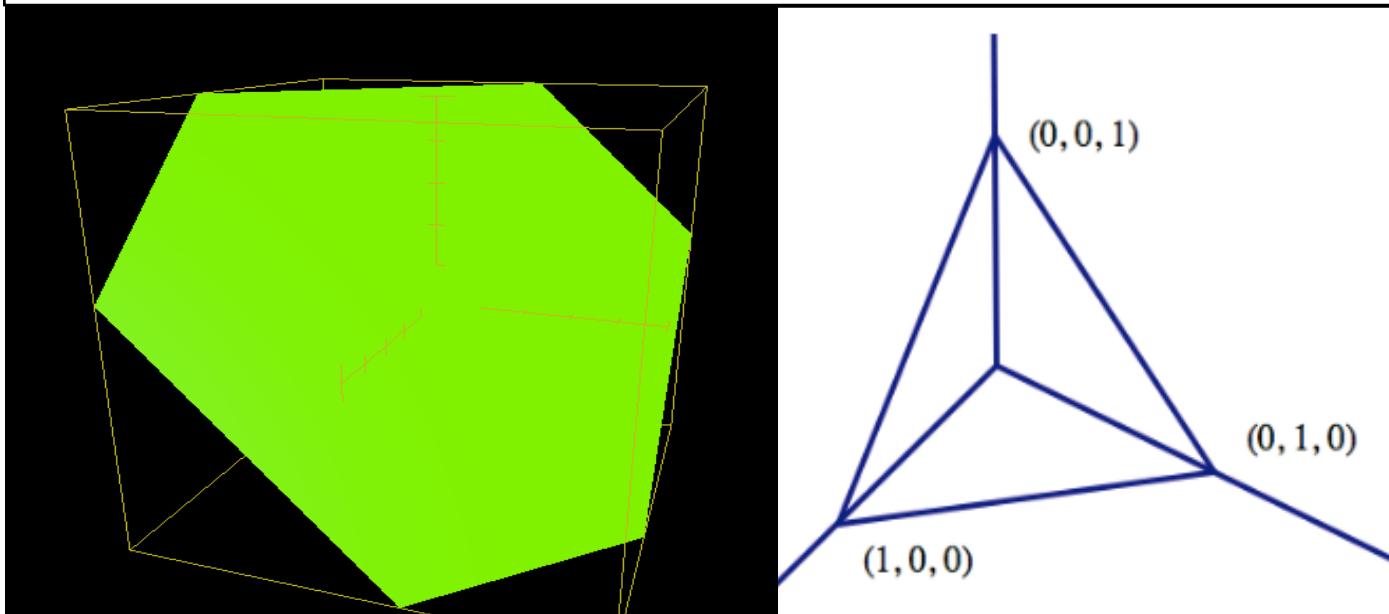 (0, 0, 1)
(0, 1, 0)
(1, 0, 0)